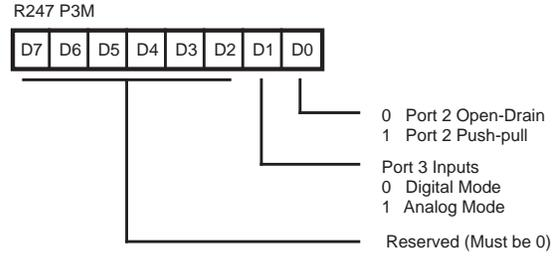 R247 P3M
D7 D6 D5 D4 D3 D2 D1 D0
0 Port 2 Open-Drain
1 Port 2 Push-pull
Port 3 Inputs
0 Digital Mode
1 Analog Mode
Reserved (Must be 0)